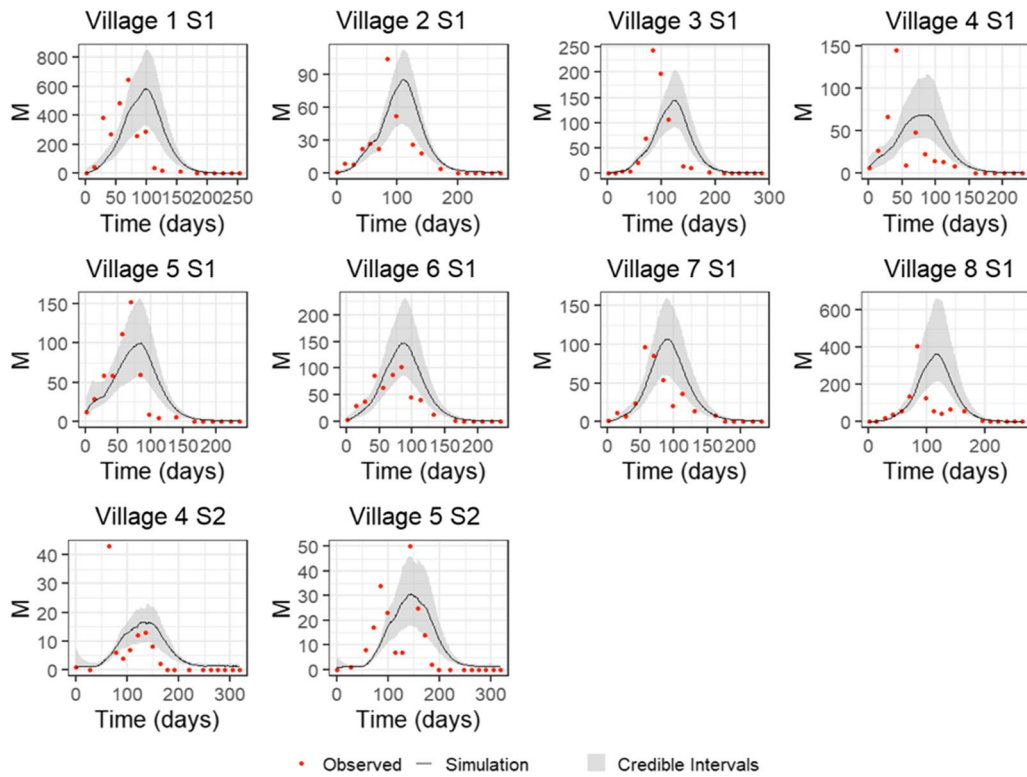 Village 1 S1 Village 2 S1 Village 3 S1 Village 4 S1
M 800 600 400 200 0 M 90 60 30 0 M 250 200 150 100 50 0 M 150 100 50 0
0 50 100 150 200 250 0 100 200 0 100 200 300 0 50 100 150 200
Time (days) Time (days) Time (days) Time (days)
Village 5 S1 Village 6 S1 Village 7 S1 Village 8 S1
M 150 100 50 0 M 200 150 100 50 0 M 150 100 50 0 M 600 400 200 0
0 50 100 150 200 0 50 100 150 200 0 50 100 150 200 0 100 200
Time (days) Time (days) Time (days) Time (days)
Village 4 S2 Village 5 S2
M 40 30 20 10 0 M 50 40 30 20 10 0
0 100 200 300 0 100 200 300
Time (days) Time (days)
Observed Simulation Credible Intervals